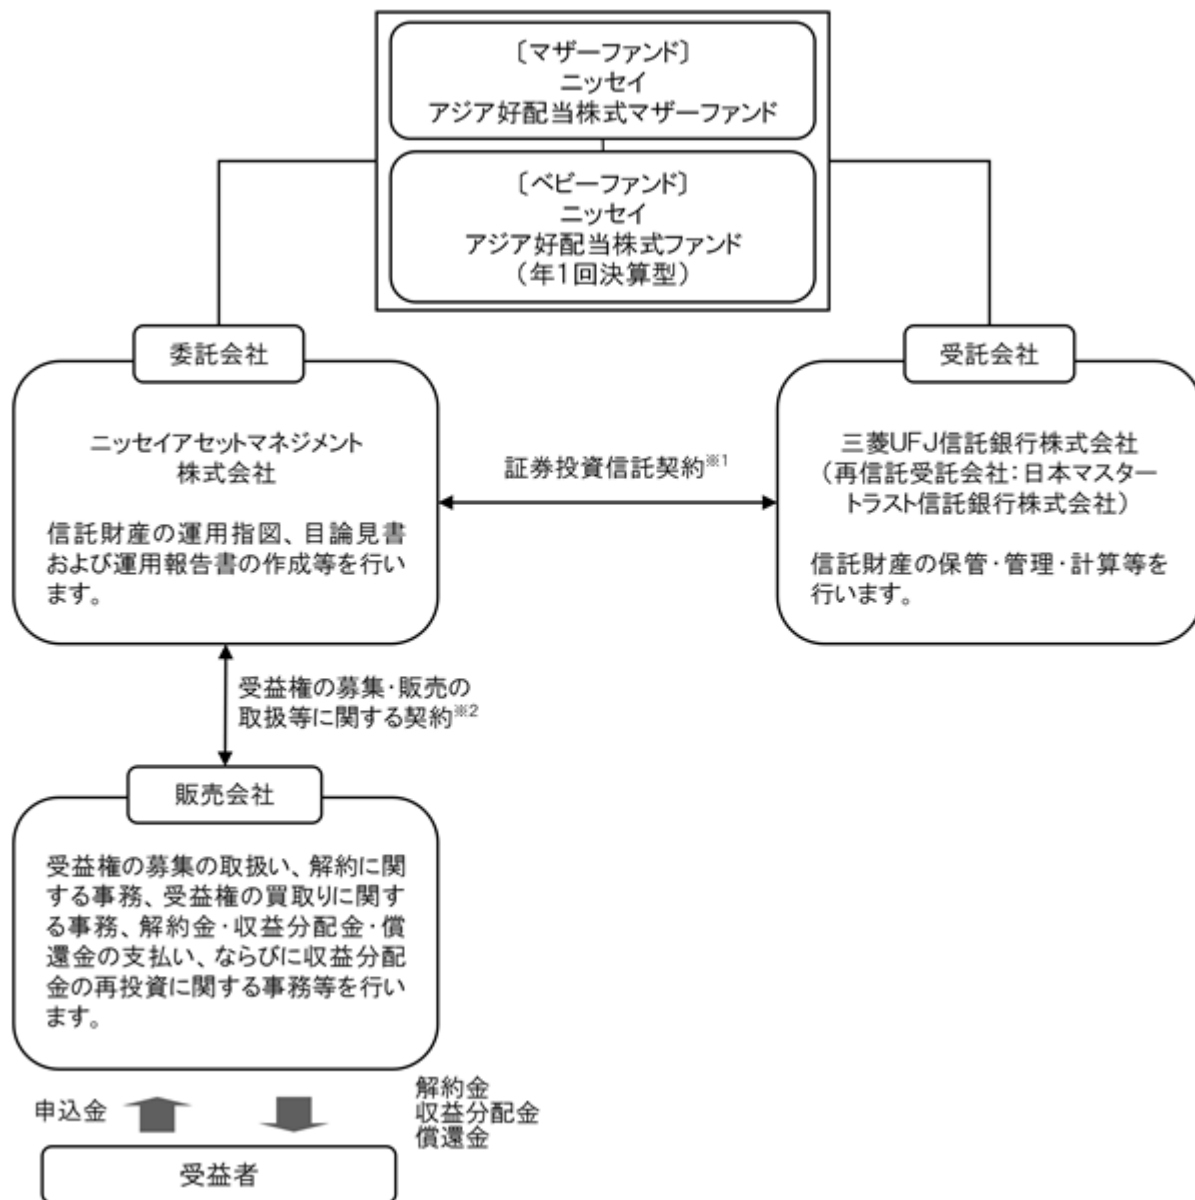 〔マザーファンド〕
ニッセイ
アジア好配当株式マザーファンド
〔ベビーファンド〕
ニッセイ
アジア好配当株式ファンド
（年1回決算型）
委託会社
ニッセイアセットマネジメント
株式会社
信託財産の運用指図、目論見書
および運用報告書の作成等を行い
ます。
証券投資信託契約※1
受託会社
三菱UFJ信託銀行株式会社
（再信託受託会社：日本マスター
トラスト信託銀行株式会社）
信託財産の保管・管理・計算等を
行います。
受益権の募集・販売の
取扱等に関する契約※2
販売会社
受益権の募集の取扱い、解約に関
する事務、受益権の買取りに関す
る事務、解約金・収益分配金・償
還金の支払い、ならびに収益分配
金の再投資に関する事務等を行い
ます。
申込金
解約金
収益分配金
償還金
受益者